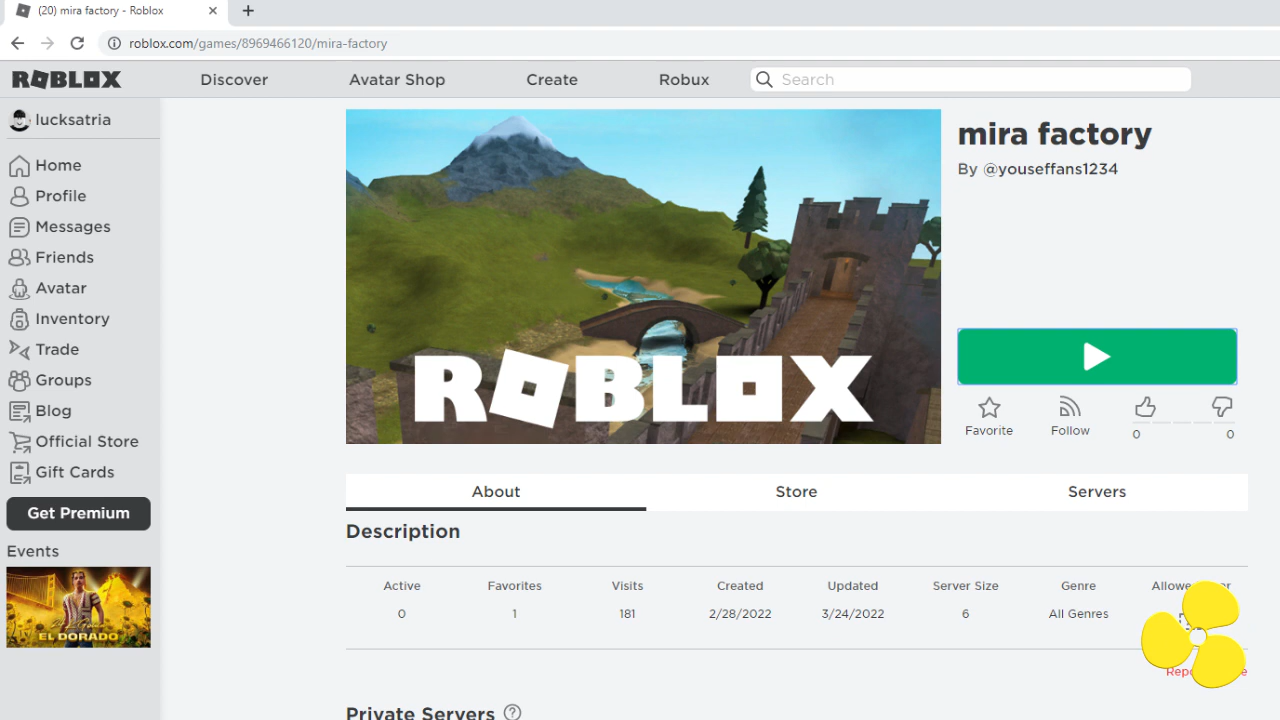 (20) mira factory - Roblox
roblox.com/games/8969466120/mira-factory
ROBLOX
Discover
Avatar Shop
Create
Robux
Search
lucksatria
Home
Profile
Messages
Friends
Avatar
Inventory
Trade
Groups
Blog
Official Store
Gift Cards
Get Premium
Events
EL DORADO
ROBLOX
mira factory
By @youseffans1234
Favorite
Follow
0
0
About
Store
Servers
Description
Active
Favorites
Visits
Created
Updated
Server Size
Genre
0
1
181
2/28/2022
3/24/2022
6
All Genres
Private Servers